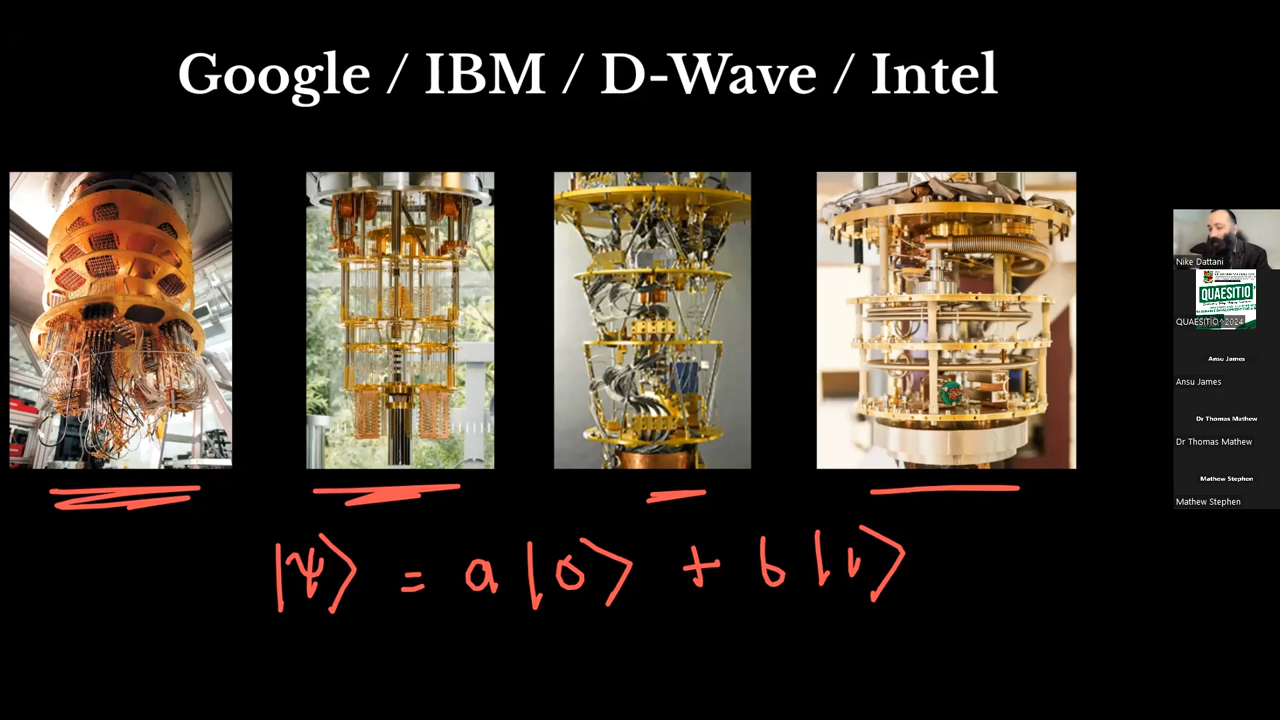 Google / IBM / D-Wave / Intel
|ψ⟩ = a|0⟩ + b|1⟩
Nike Dattani
QUAESITIO
QUAESITIO 2024
Ansu James
Ansu James
Dr Thomas Mathew
Dr Thomas Mathew
Mathew Stephen
Mathew Stephen